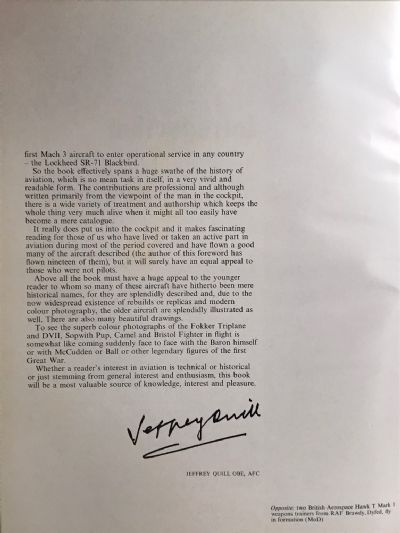 first Mach 3 aircraft to enter operational service in any country
– the Lockheed SR-71 Blackbird.
So the book effectively spans a huge swathe of the history of
aviation, which is no mean task in itself, in a very vivid and
readable form. The contributions are professional and although
written primarily from the viewpoint of the man in the cockpit,
there is a wide variety of treatment and authorship which keeps the
whole thing very much alive when it might all too easily have
become a mere catalogue.
It really does put us into the cockpit and it makes fascinating
reading for those of us who have lived or taken an active part in
aviation during most of the period covered and have flown a good
many of the aircraft described (the author of this foreword has
flown nineteen of them), but it will surely have an equal appeal to
those who were not pilots.
Above all the book must have a huge appeal to the younger
reader to whom so many of these aircraft have hitherto been mere
historical names, for they are splendidly described and, due to the
now widespread existence of rebuilds or replicas and modern
colour photography, the older aircraft are splendidly illustrated as
well. There are also many beautiful drawings.
To see the superb colour photographs of the Fokker Triplane
and DVII, Sopwith Pup, Camel and Bristol Fighter in flight is
somewhat like coming suddenly face to face with the Baron himself
or with McCudden or Ball or other legendary figures of the first
Great War.
Whether a reader's interest in aviation is technical or historical
or just stemming from general interest and enthusiasm, this book
will be a most valuable source of knowledge, interest and pleasure.
Jeffrey Quill
JEFFREY QUILL OBE, AFC
Opposite: two British Aerospace Hawk T Mark 1
weapons trainers from RAF Brawdy, Dyfed, fly
in formation (MoD)